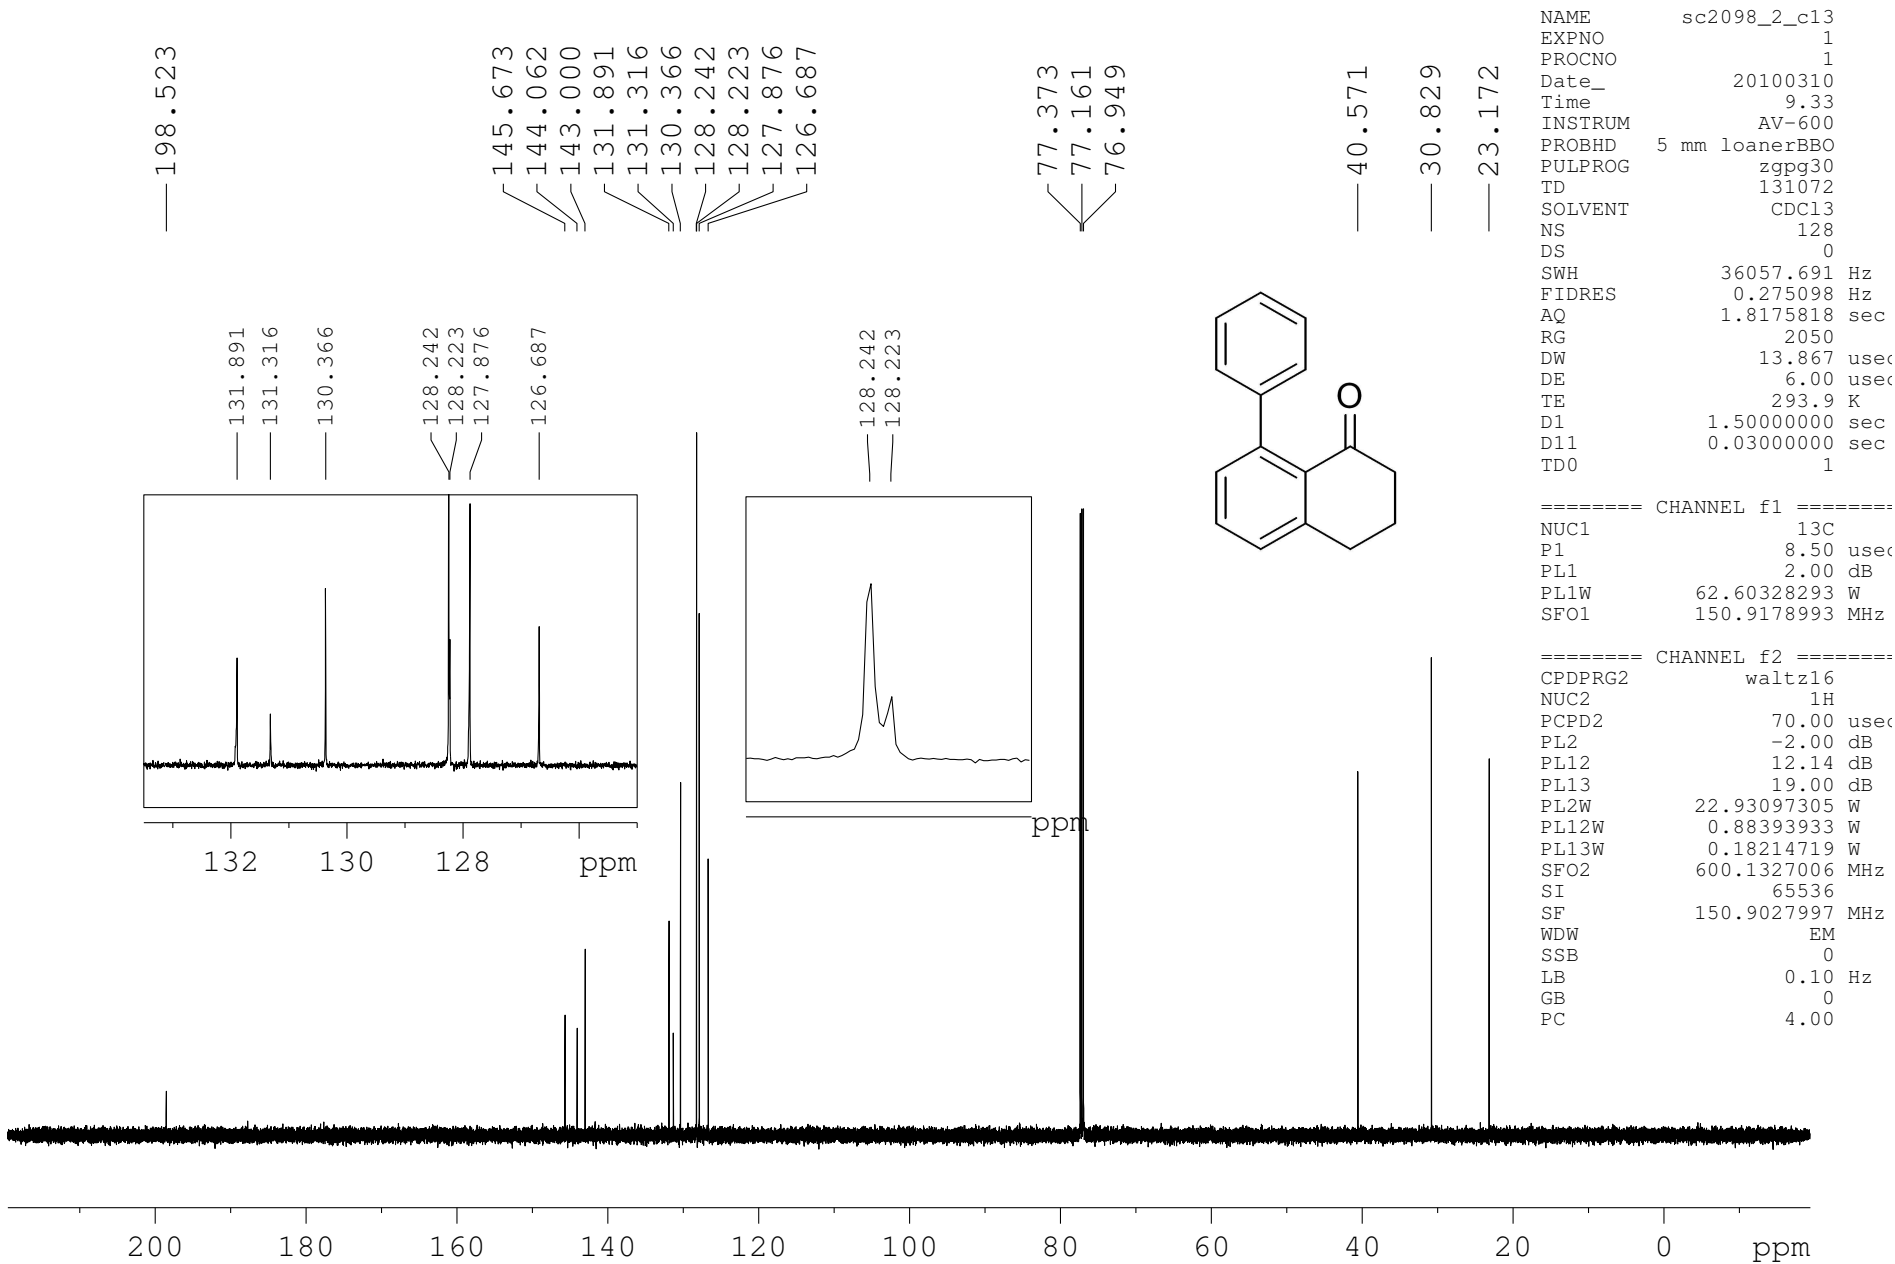 198.523
145.673
144.062
143.000
131.891
131.316
130.366
128.242
128.223
127.876
126.687
77.373
77.161
76.949
40.571
30.829
23.172
NAME sc2098_2_c13
EXPNO 1
PROCNO 1
Date_ 20100310
Time 9.33
INSTRUM AV-600
PROBHD 5 mm loanerBBO
PULPROG zgpg30
TD 131072
SOLVENT CDCl3
NS 128
DS 0
SWH 36057.691 Hz
FIDRES 0.275098 Hz
AQ 1.8175818 sec
RG 2050
DW 13.867 usec
DE 6.00 usec
TE 293.9 K
D1 1.50000000 sec
D11 0.03000000 sec
TD0 1
======== CHANNEL f1 ========
NUC1 13C
P1 8.50 usec
PL1 2.00 dB
PL1W 62.60328293 W
SFO1 150.9178993 MHz
======== CHANNEL f2 ========
CPDPRG2 waltz16
NUC2 1H
PCPD2 70.00 usec
PL2 -2.00 dB
PL12 12.14 dB
PL13 19.00 dB
PL2W 22.93097305 W
PL12W 0.88393933 W
PL13W 0.18214719 W
SFO2 600.1327006 MHz
SI 65536
SF 150.9027997 MHz
WDW EM
SSB 0
LB 0.10 Hz
GB 0
PC 4.00
131.891
131.316
130.366
128.242
128.223
127.876
126.687
132 130 128 ppm
128.242
128.223
ppm
O
200 180 160 140 120 100 80 60 40 20 0 ppm